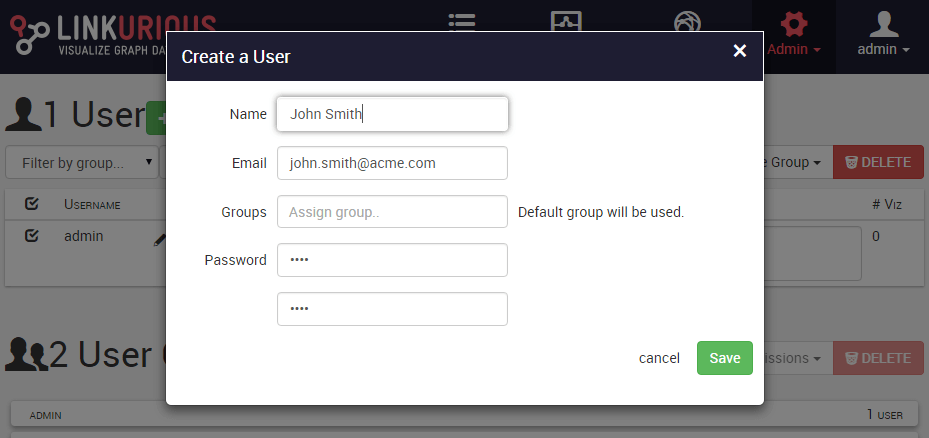 LINKURIOUS
VISUALIZE GRAPH DA
Admin
admin
Create a User
×
Name
John Smith
Email
john.smith@acme.com
Groups
Assign group..
Default group will be used.
Password
••••
••••
cancel
Save
1 User
Filter by group...
Group
DELETE
Username
# Viz
admin
0
2 User
DELETE
ADMIN
1 USER